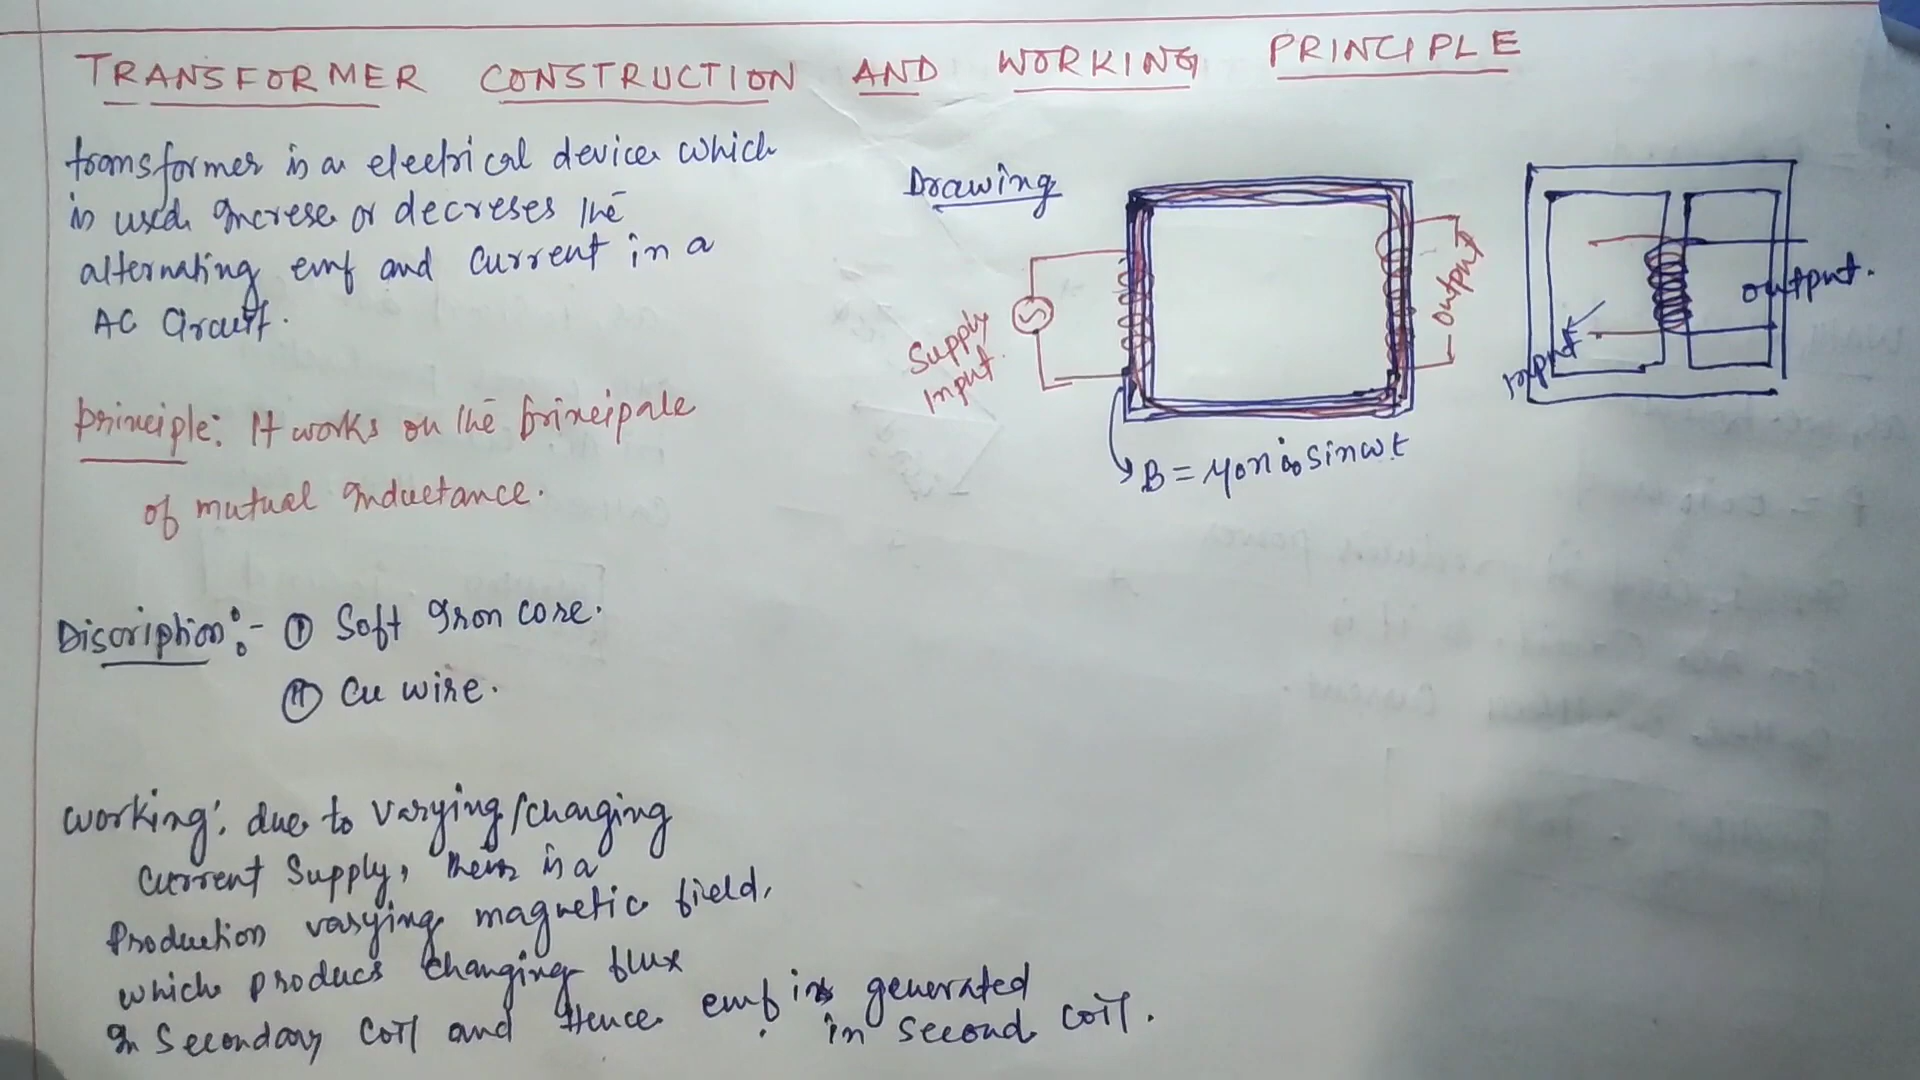 TRANSFORMER CONSTRUCTION AND WORKING PRINCIPLE
transformer is a electrical device which
is used increse or decreses the
alternating emf and current in a
AC Circuit.
principle: It works on the principale
of mutual inductance.
Discription:- (I) Soft Iron core.
(II) Cu wire.
working: due to varying/changing
current Supply, there is a
Production varying magnetic field,
which produces changing flux
In Secondary coil and Hence emf is generated
in second coil.
Drawing
Supply
Input
Output
B = μ0ni0 sinωt
Input
output.